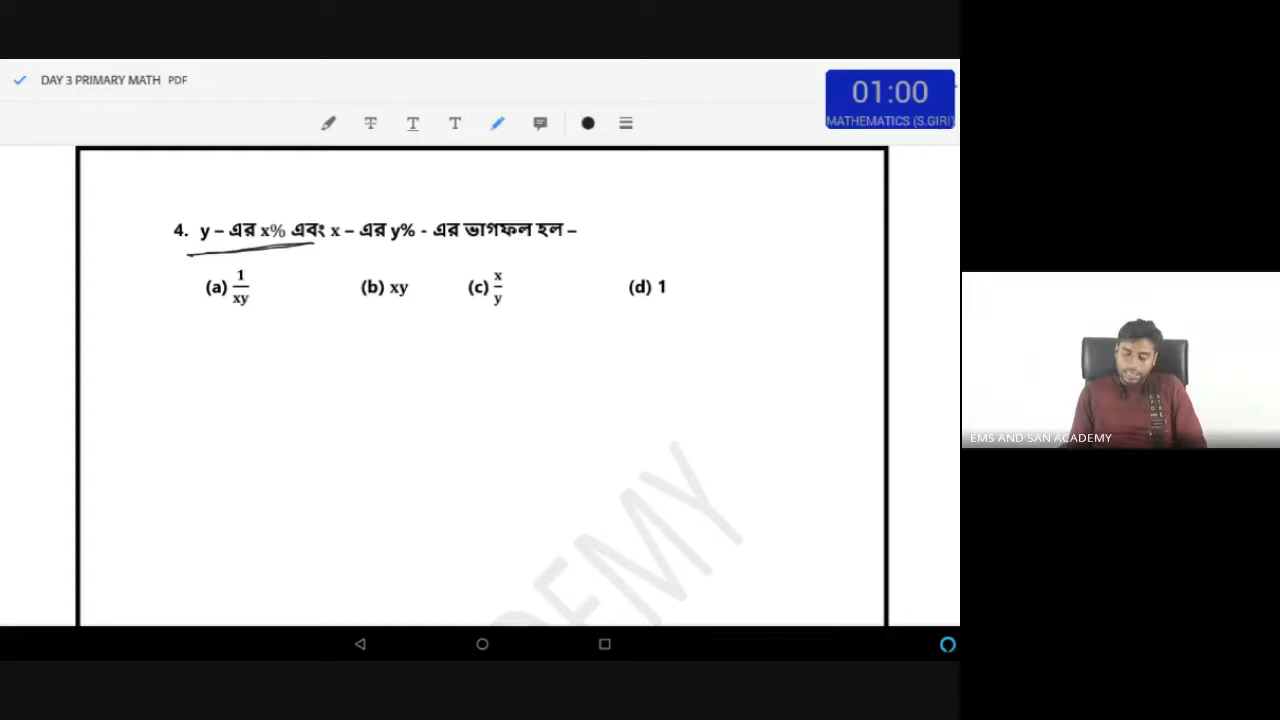 DAY 3 PRIMARY MATH PDF
01:00
MATHEMATICS (S.GIRI)
T T T
4. y – এর x% এবং x – এর y% - এর ভাগফল হল –
(a) 1/xy (b) xy (c) x/y (d) 1
EMS AND SAN ACADEMY
DEMY